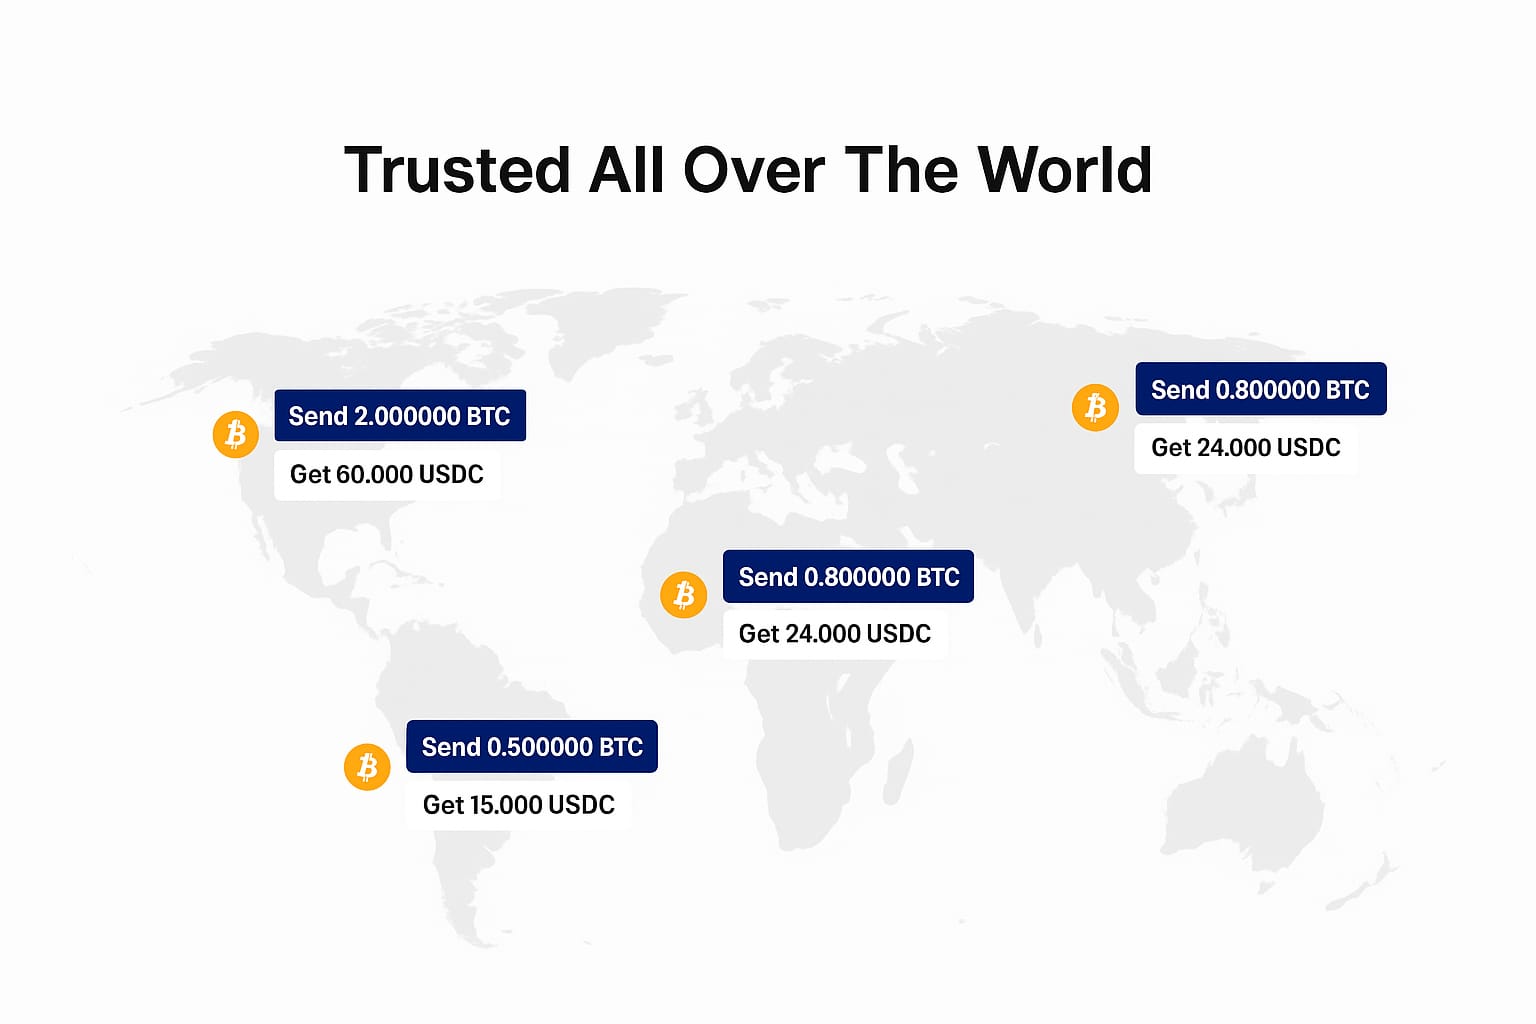 Trusted All Over The World
Send 2.000000 BTC
Get 60.000 USDC
Send 0.800000 BTC
Get 24.000 USDC
Send 0.800000 BTC
Get 24.000 USDC
Send 0.500000 BTC
Get 15.000 USDC